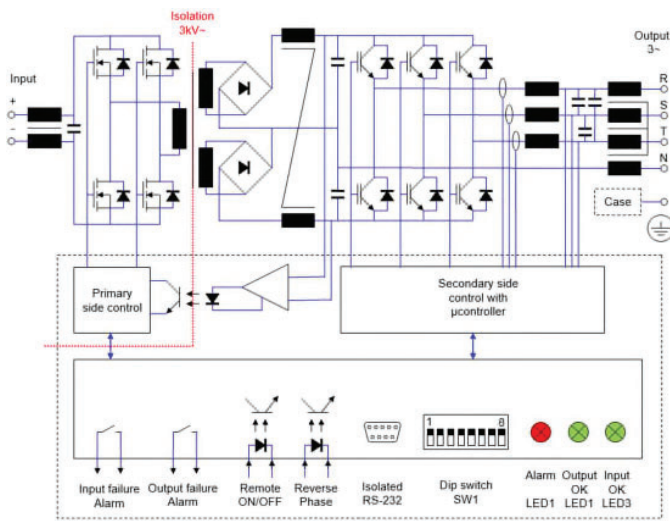 Isolation
3kV~
Output
3~
Input
+
-
R
S
T
N
Case
Primary
side control
Secondary side
control with
µcontroller
1
8
Input failure
Alarm
Output failure
Alarm
Remote
ON/OFF
Reverse
Phase
Isolated
RS-232
Dip switch
SW1
Alarm
LED1
Output
OK
LED1
Input
OK
LED3